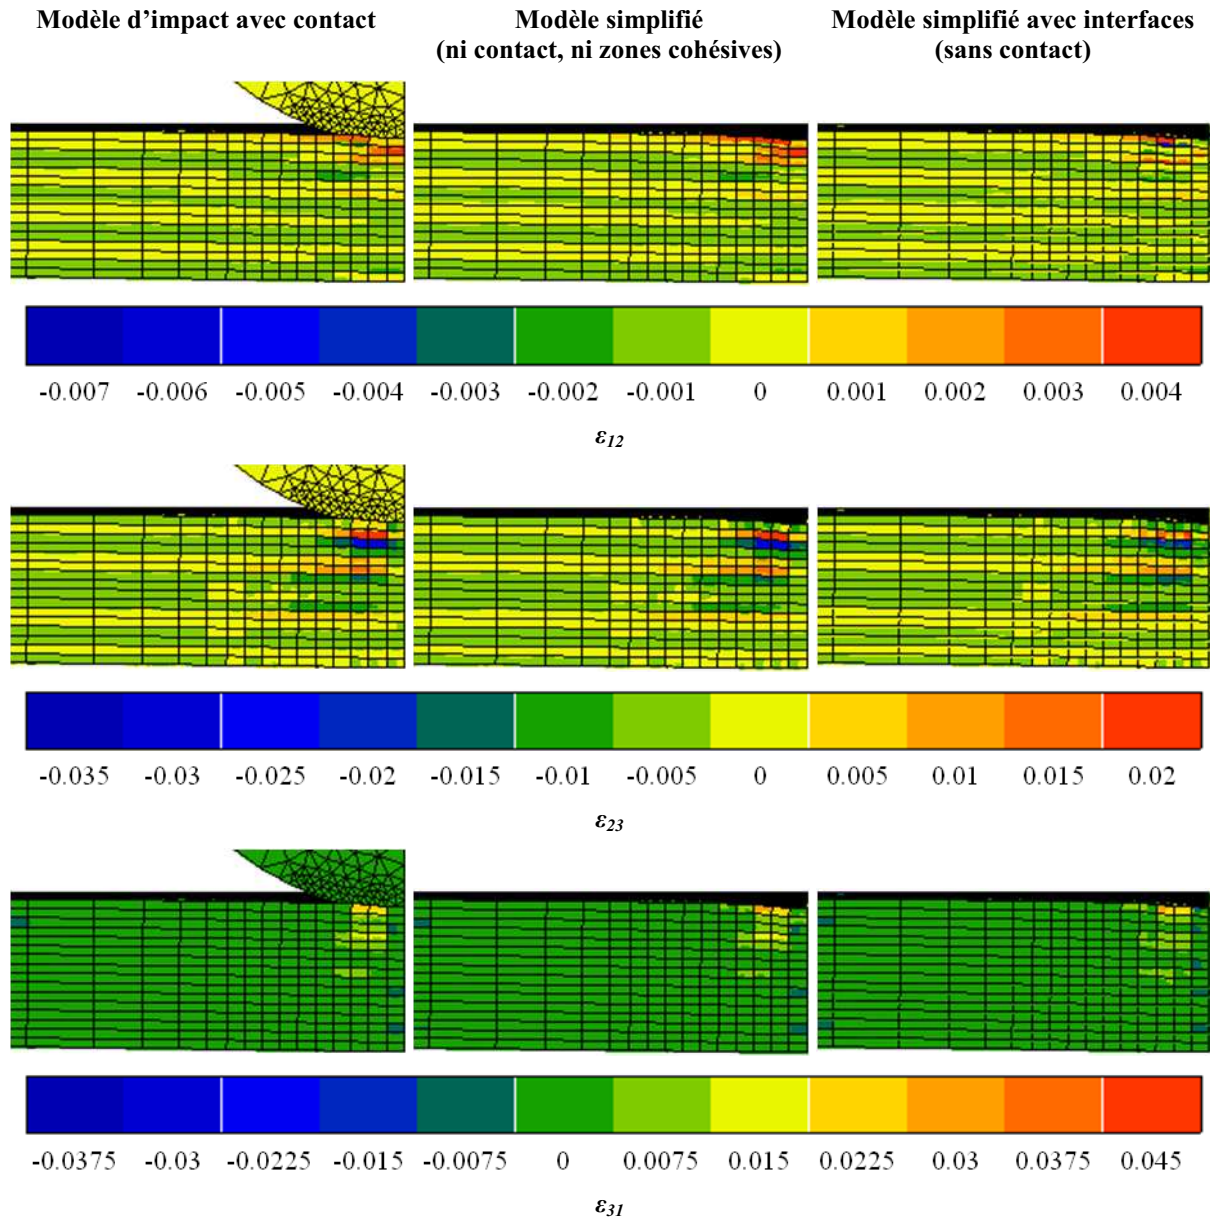 Modèle d’impact avec contact
Modèle simplifié
(ni contact, ni zones cohésives)
Modèle simplifié avec interfaces
(sans contact)
-0.007 -0.006 -0.005 -0.004 -0.003 -0.002 -0.001 0 0.001 0.002 0.003 0.004
ε12
-0.035 -0.03 -0.025 -0.02 -0.015 -0.01 -0.005 0 0.005 0.01 0.015 0.02
ε23
-0.0375 -0.03 -0.0225 -0.015 -0.0075 0 0.0075 0.015 0.0225 0.03 0.0375 0.045
ε31